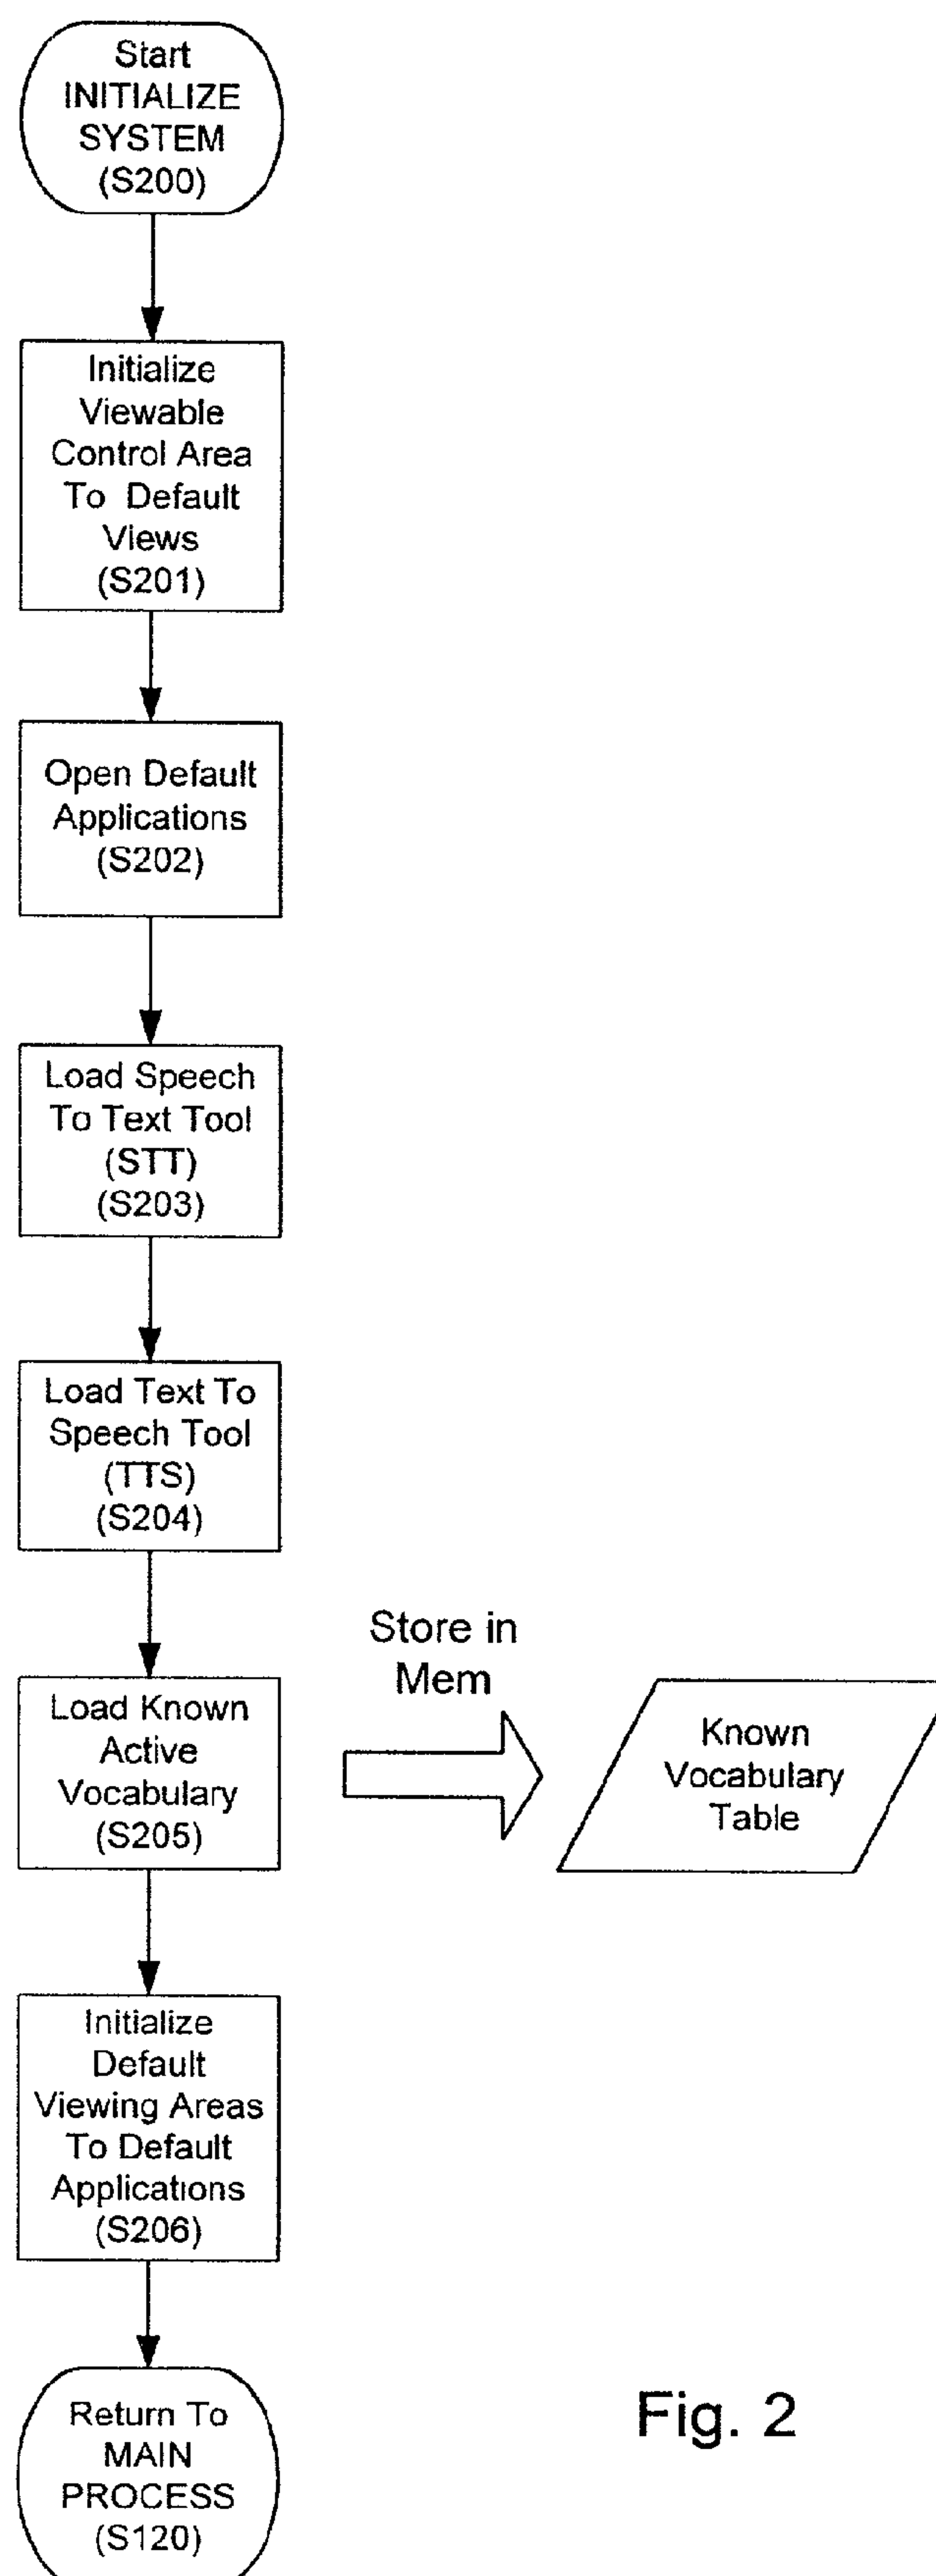 Start
INITIALIZE
SYSTEM
(S200)
Initialize
Viewable
Control Area
To Default
Views
(S201)
Open Default
Applications
(S202)
Load Speech
To Text Tool
(STT)
(S203)
Load Text To
Speech Tool
(TTS)
(S204)
Load Known
Active
Vocabulary
(S205)
Store in
Mem
Known
Vocabulary
Table
Initialize
Default
Viewing Areas
To Default
Applications
(S206)
Return To
MAIN
PROCESS
(S120)
Fig. 2